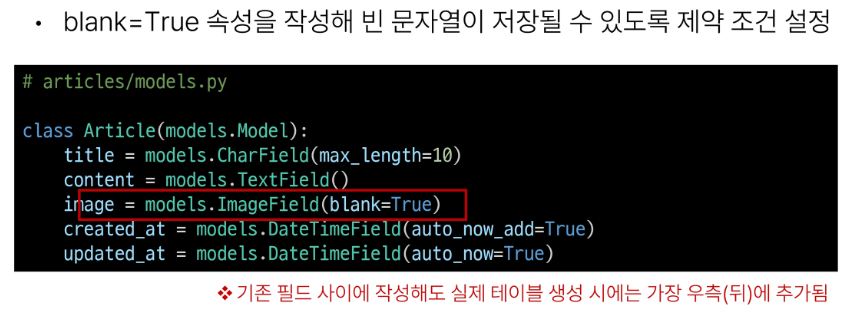 • blank=True 속성을 작성해 빈 문자열이 저장될 수 있도록 제약 조건 설정
# articles/models.py
class Article(models.Model):
    title = models.CharField(max_length=10)
    content = models.TextField()
    image = models.ImageField(blank=True)
    created_at = models.DateTimeField(auto_now_add=True)
    updated_at = models.DateTimeField(auto_now=True)
❖ 기존 필드 사이에 작성해도 실제 테이블 생성 시에는 가장 우측(뒤)에 추가됨